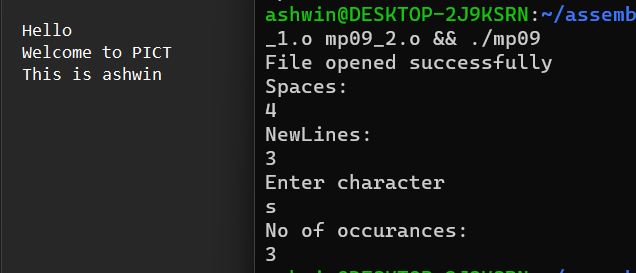 Hello
Welcome to PICT
This is ashwin
ashwin@DESKTOP-2J9KSRN:~/assemb
_1.o mp09_2.o && ./mp09
File opened successfully
Spaces:
4
NewLines:
3
Enter character
s
No of occurances:
3